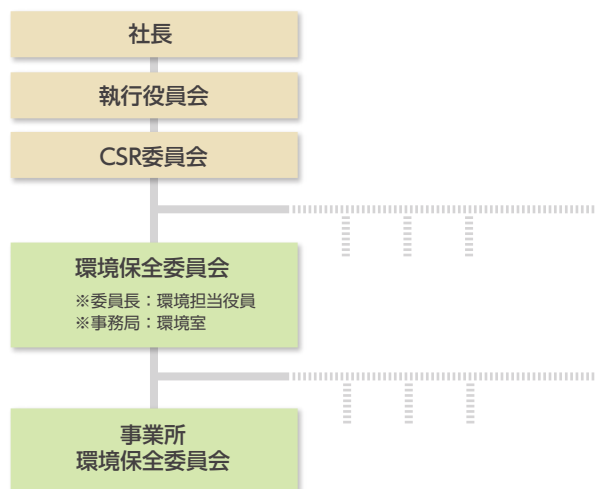 社長
執行役員会
CSR委員会
環境保全委員会
※委員長：環境担当役員
※事務局：環境室
事業所
環境保全委員会